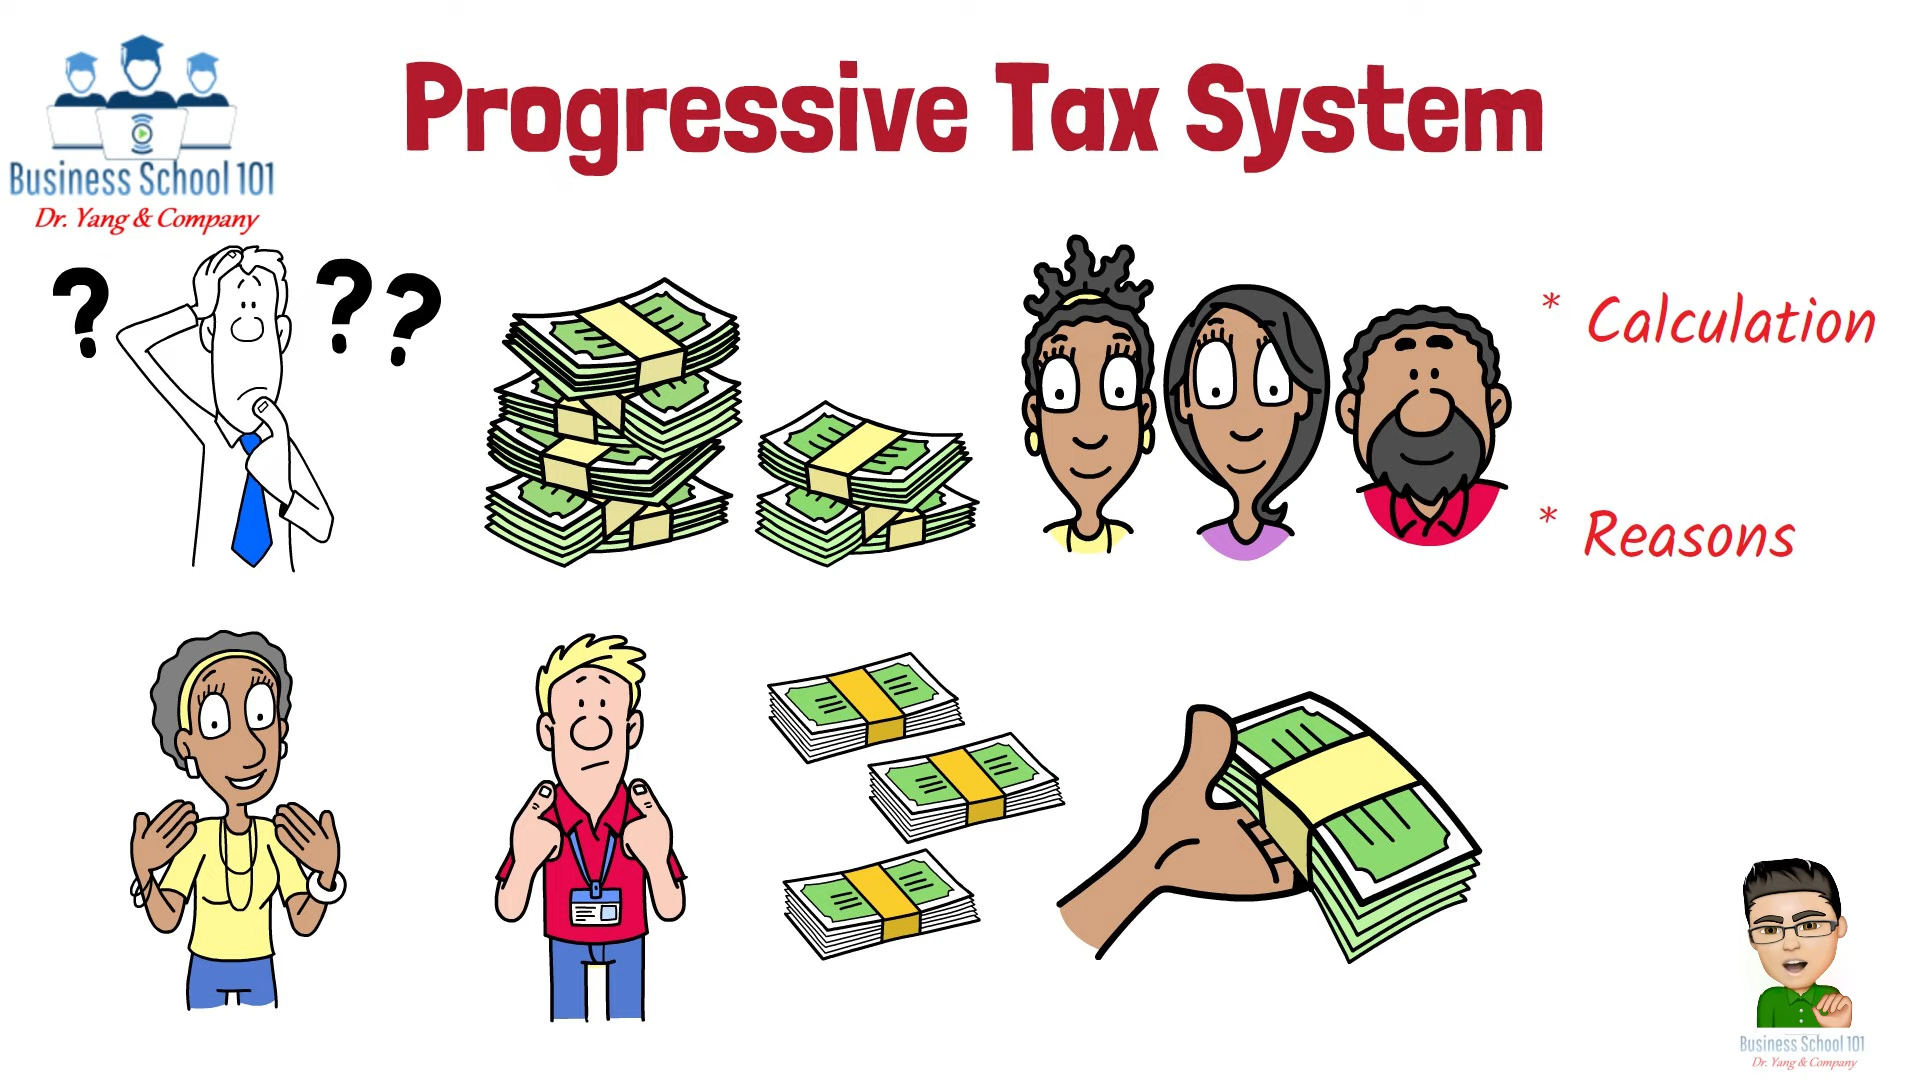 Progressive Tax System
Business School 101
Dr. Yang & Company
? ??
* Calculation
* Reasons
Business School 101
Dr. Yang & Company